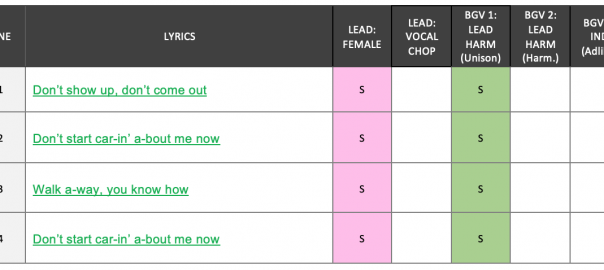 NE LYRICS LEAD: FEMALE LEAD: VOCAL CHOP BGV 1: LEAD HARM (Unison) BGV 2: LEAD HARM (Harm.) BGV IND (Adli
1 Don't show up, don't come out S S
2 Don't start car-in' a-bout me now S S
3 Walk a-way, you know how S S
4 Don't start car-in' a-bout me now S S